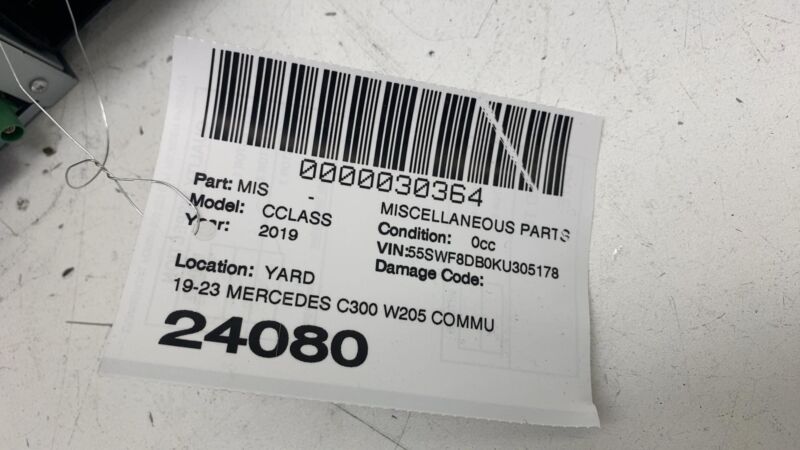 0000030364
Part: MIS - MISCELLANEOUS PARTS
Model: CCLASS Condition: 0cc
Year: 2019 VIN:55SWF8DB0KU305178
Damage Code:
Location: YARD
19-23 MERCEDES C300 W205 COMMU
24080